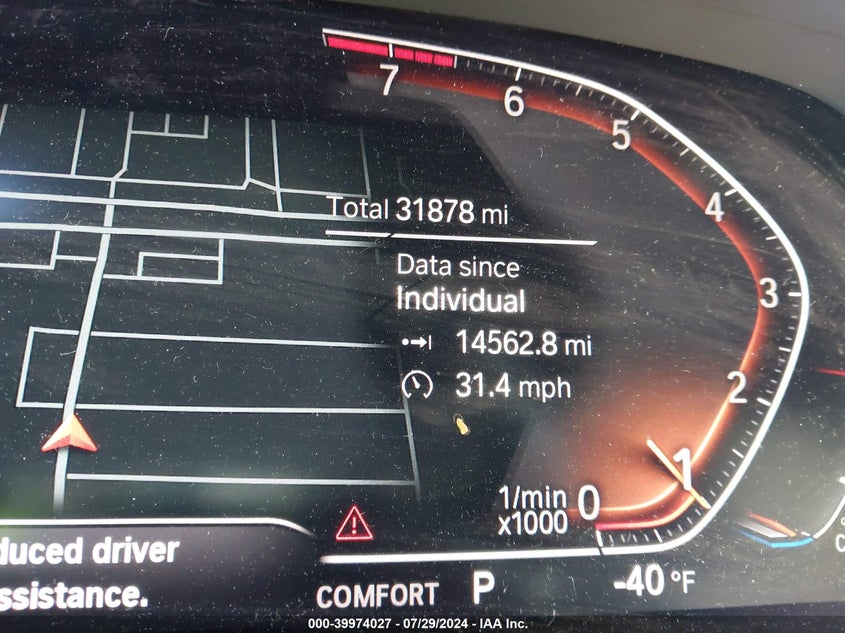 7
6
5
4
3
2
1
0
1/min
x1000
Total 31878 mi
Data since
Individual
14562.8 mi
31.4 mph
duced driver
ssistance.
COMFORT P -40 °F
C
000-39974027 - 07/29/2024 - IAA Inc.